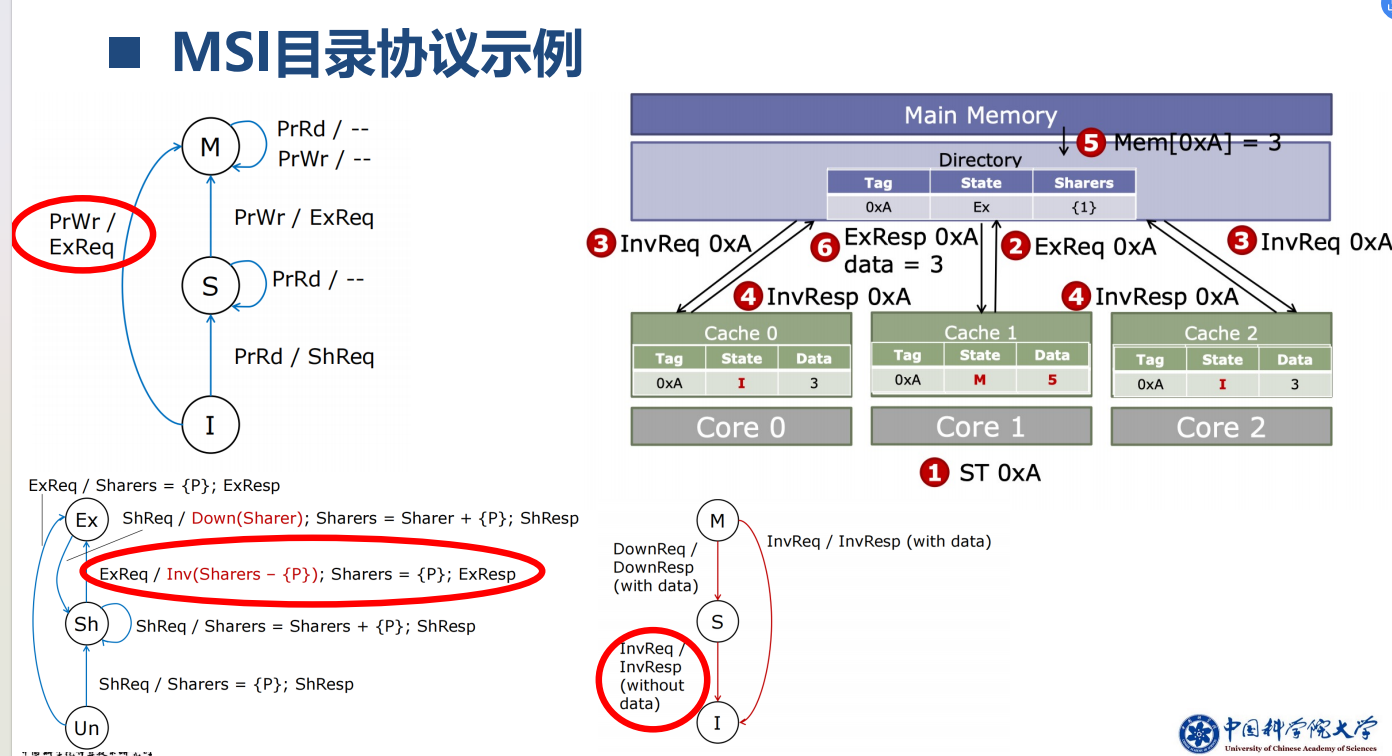 ■ MSI目录协议示例
M
PrRd / --
PrWr / --
PrWr /
ExReq
PrWr / ExReq
S
PrRd / --
PrRd / ShReq
I
Main Memory
5 Mem[0xA] = 3
Directory
Tag State Sharers
0xA Ex {1}
3 InvReq 0xA
6 ExResp 0xA
data = 3
2 ExReq 0xA
3 InvReq 0xA
4 InvResp 0xA
4 InvResp 0xA
Cache 0
Tag State Data
0xA I 3
Core 0
Cache 1
Tag State Data
0xA M 5
Core 1
Cache 2
Tag State Data
0xA I 3
Core 2
1 ST 0xA
ExReq / Sharers = {P}; ExResp
Ex
ShReq / Down(Sharer); Sharers = Sharer + {P}; ShResp
ExReq / Inv(Sharers – {P}); Sharers = {P}; ExResp
Sh
ShReq / Sharers = Sharers + {P}; ShResp
ShReq / Sharers = {P}; ShResp
Un
M
DownReq /
DownResp
(with data)
InvReq / InvResp (with data)
S
InvReq /
InvResp
(without
data)
I
中国科学院大学
University of Chinese Academy of Sciences